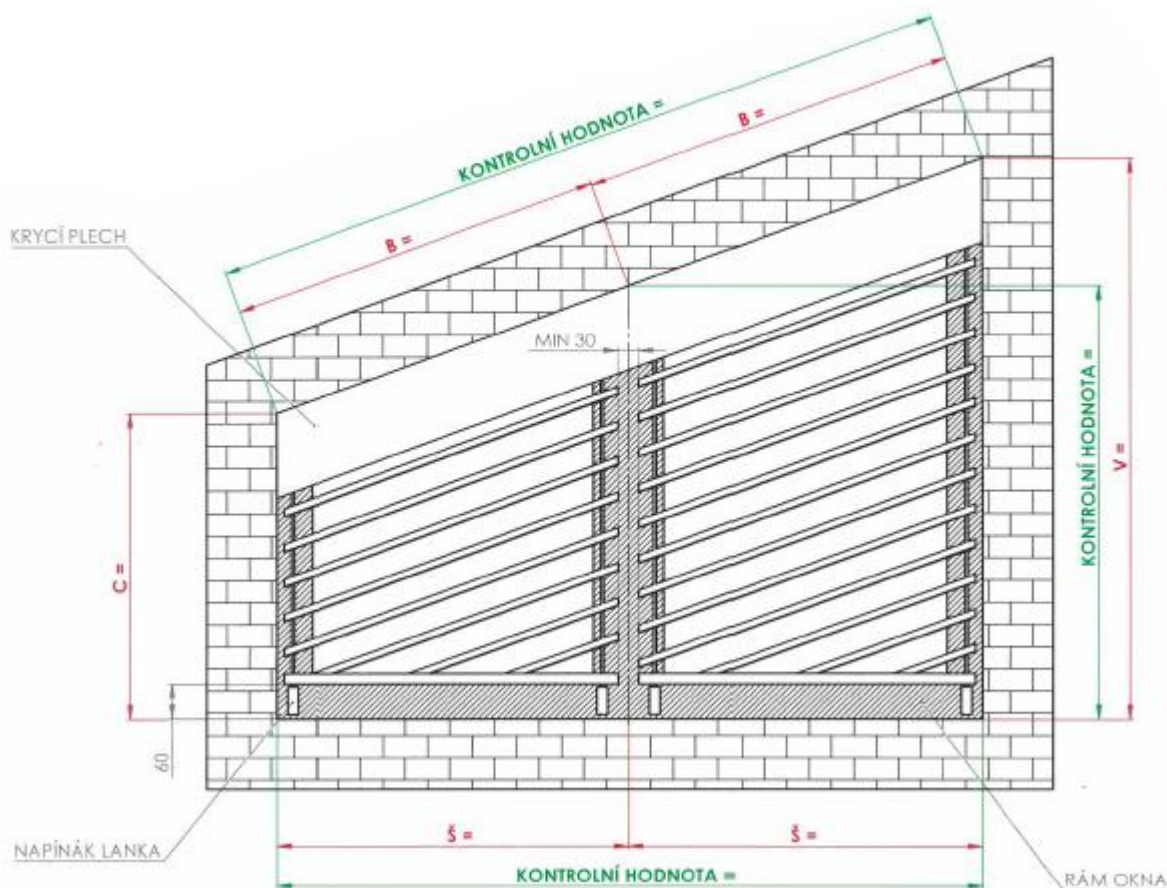 KONTROLNÍ HODNOTA =
B =
B =
KRYCÍ PLECH
MIN 30
KONTROLNÍ HODNOTA =
V =
C =
60
Š =
Š =
NAPÍNÁK LANKA
KONTROLNÍ HODNOTA =
RÁM OKNA